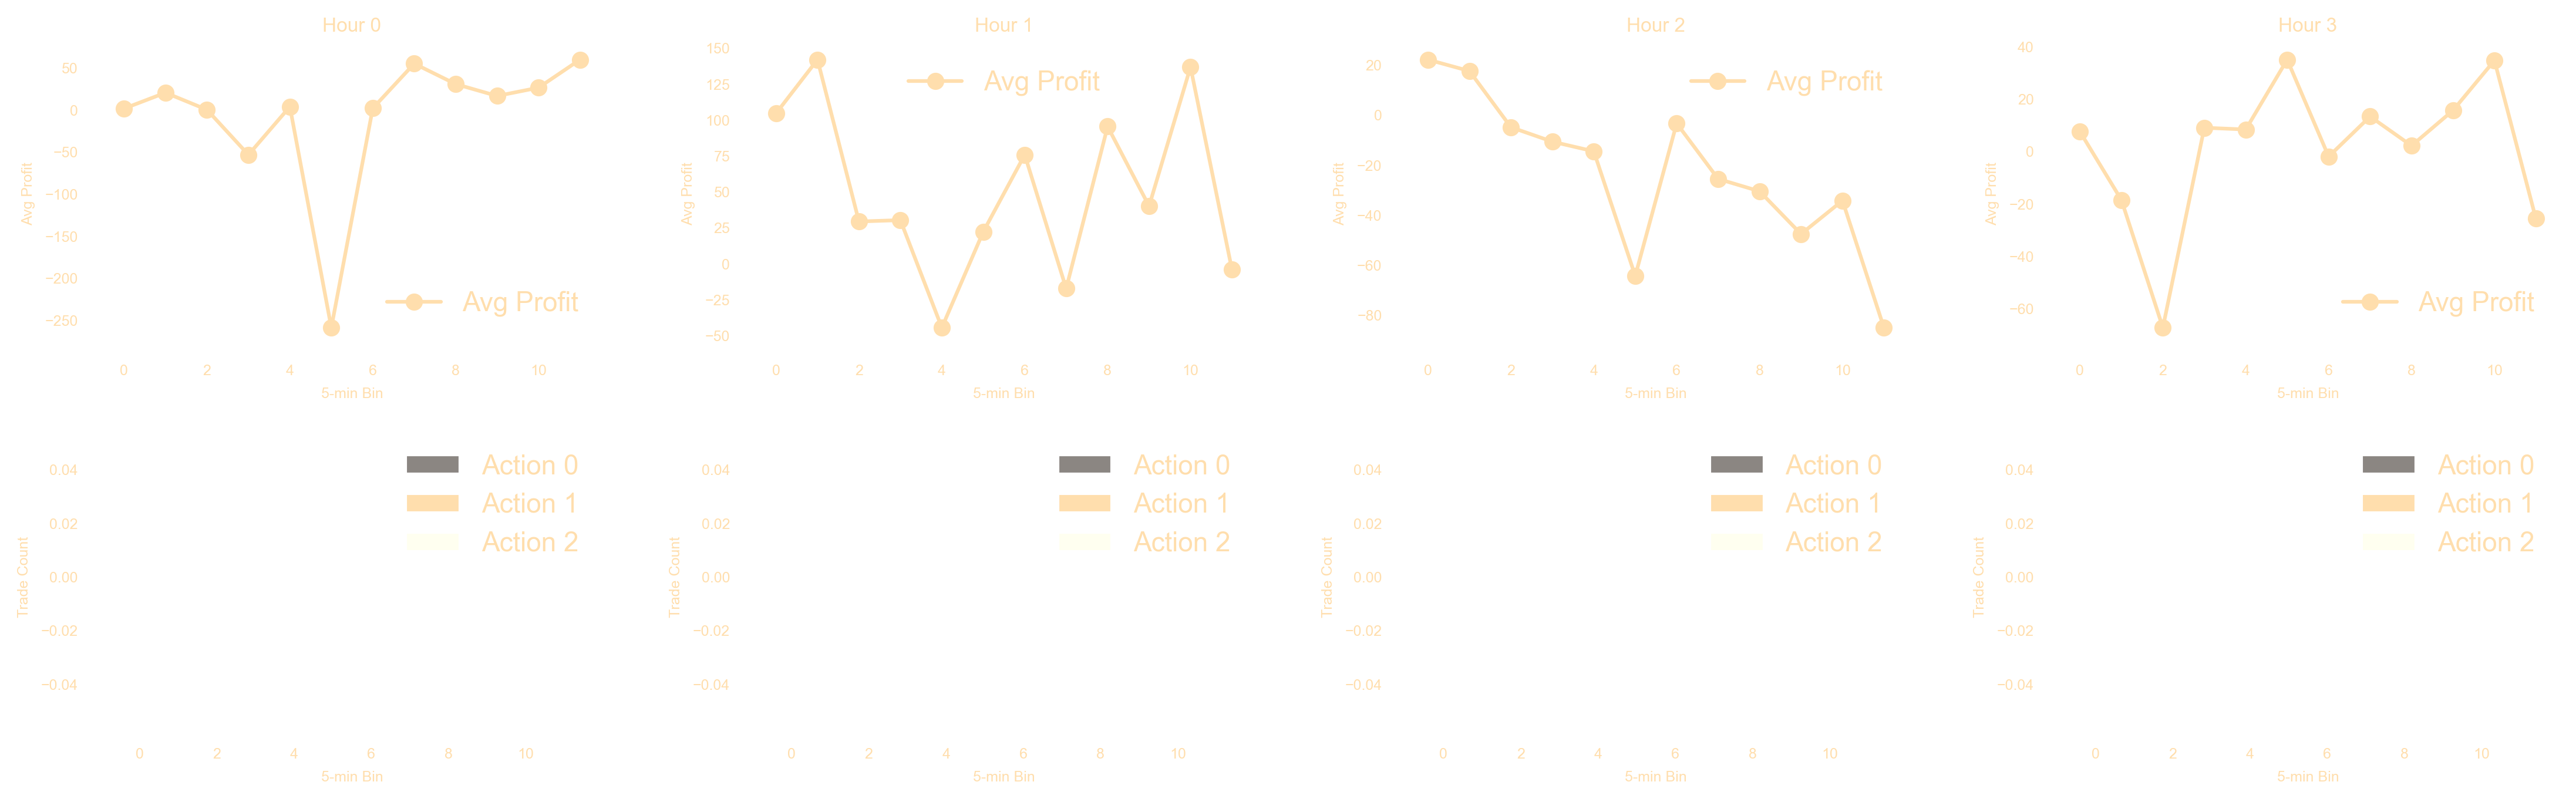 Hour 0
50
0
−50
−100
−150
−200
−250
Avg Profit
Avg Profit
0 2 4 6 8 10
5-min Bin
Hour 1
150
125
100
75
50
25
0
−25
−50
Avg Profit
Avg Profit
0 2 4 6 8 10
5-min Bin
Hour 2
20
0
−20
−40
−60
−80
Avg Profit
Avg Profit
0 2 4 6 8 10
5-min Bin
Hour 3
40
20
0
−20
−40
−60
Avg Profit
Avg Profit
0 2 4 6 8 10
5-min Bin
0.04
0.02
0.00
−0.02
−0.04
Trade Count
Action 0
Action 1
Action 2
0 2 4 6 8 10
5-min Bin
0.04
0.02
0.00
−0.02
−0.04
Trade Count
Action 0
Action 1
Action 2
0 2 4 6 8 10
5-min Bin
0.04
0.02
0.00
−0.02
−0.04
Trade Count
Action 0
Action 1
Action 2
0 2 4 6 8 10
5-min Bin
0.04
0.02
0.00
−0.02
−0.04
Trade Count
Action 0
Action 1
Action 2
0 2 4 6 8 10
5-min Bin